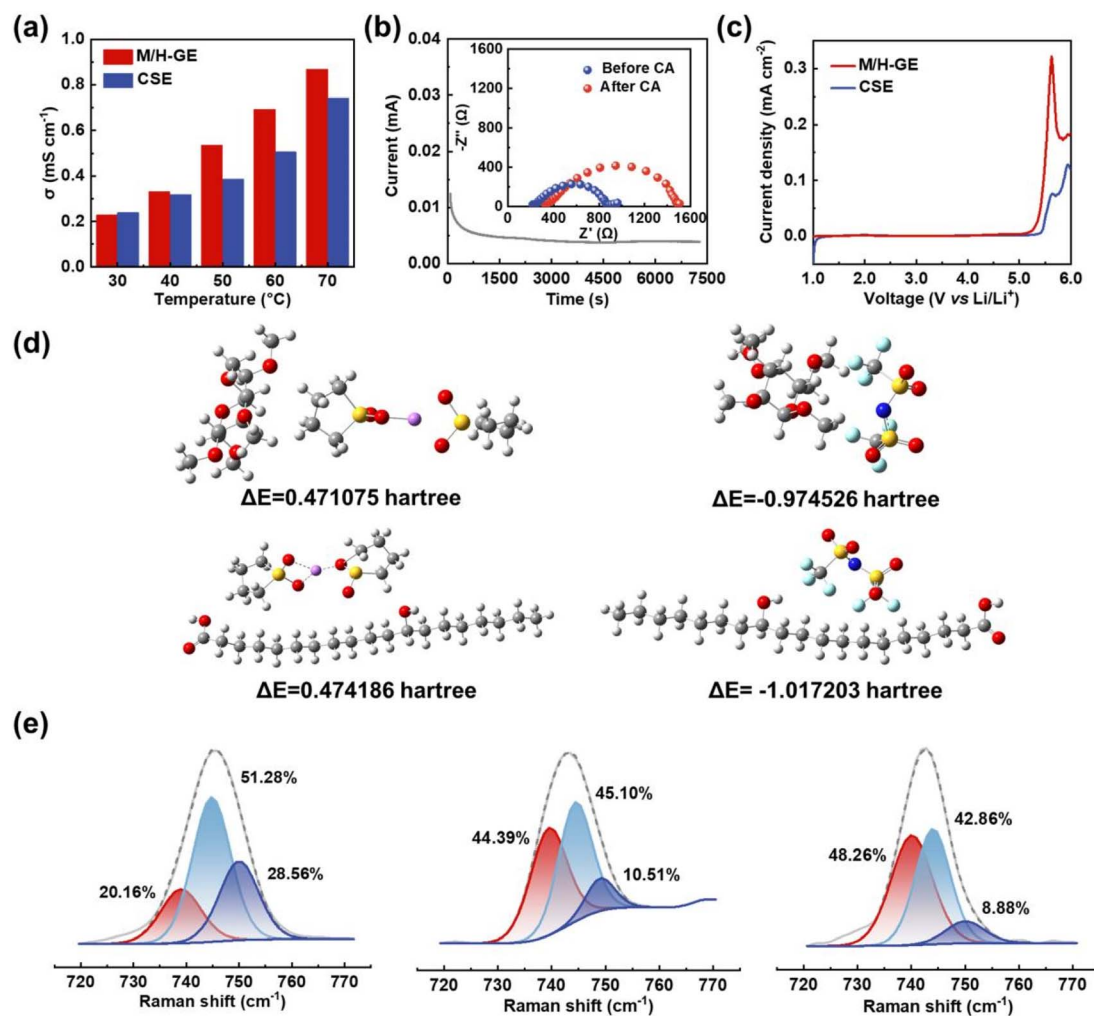 (a)
1.0
0.8
0.6
0.4
0.2
0.0
σ (mS cm⁻¹)
M/H-GE
CSE
30 40 50 60 70
Temperature (°C)
(b)
0.04
0.03
0.02
0.01
0.00
Current (mA)
0 1500 3000 4500 6000 7500
Time (s)
1600
1200
800
400
0
-Z'' (Ω)
Before CA
After CA
0 400 800 1200 1600
Z' (Ω)
(c)
0.3
0.2
0.1
0.0
Current density (mA cm⁻²)
M/H-GE
CSE
1.0 2.0 3.0 4.0 5.0 6.0
Voltage (V vs Li/Li⁺)
(d)
ΔE=0.471075 hartree
ΔE=-0.974526 hartree
ΔE=0.474186 hartree
ΔE= -1.017203 hartree
(e)
51.28%
20.16%
28.56%
720 730 740 750 760 770
Raman shift (cm⁻¹)
45.10%
44.39%
10.51%
720 730 740 750 760 770
Raman shift (cm⁻¹)
42.86%
48.26%
8.88%
720 730 740 750 760 770
Raman shift (cm⁻¹)